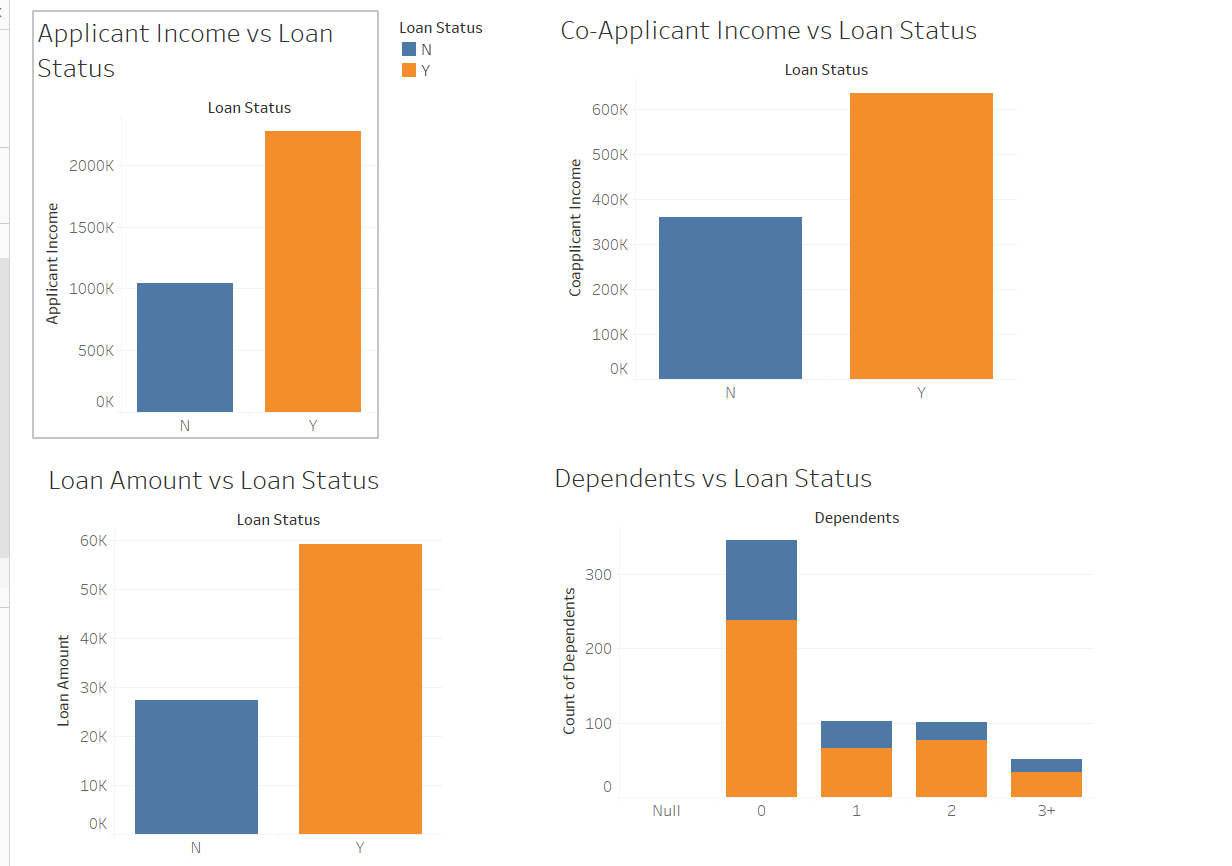 Applicant Income vs Loan
Status
Loan Status
Applicant Income
2000K
1500K
1000K
500K
0K
N
Y
Loan Status
N
Y
Co-Applicant Income vs Loan Status
Loan Status
Coapplicant Income
600K
500K
400K
300K
200K
100K
0K
N
Y
Loan Amount vs Loan Status
Loan Status
Loan Amount
60K
50K
40K
30K
20K
10K
0K
N
Y
Dependents vs Loan Status
Dependents
Count of Dependents
300
200
100
0
Null
0
1
2
3+